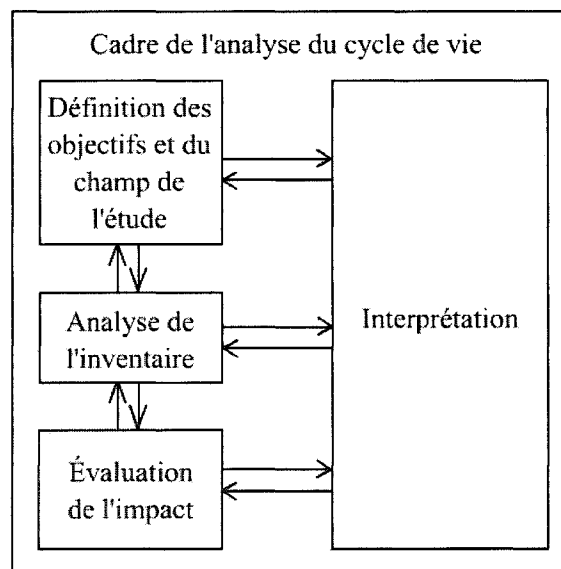 Cadre de l'analyse du cycle de vie
Définition des
objectifs et du
champ de
l'étude
Analyse de
l'inventaire
Interprétation
Évaluation
de l'impact